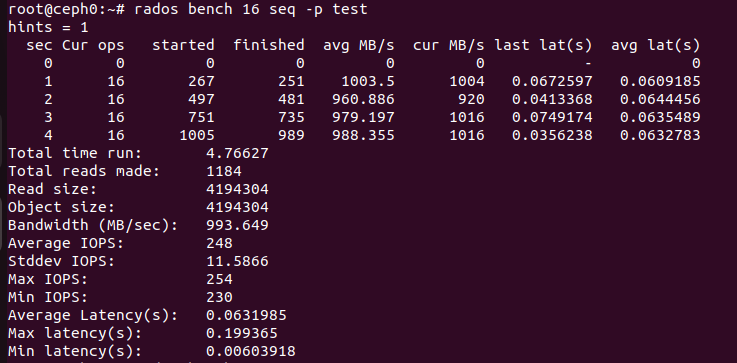 root@ceph0:~# rados bench 16 seq -p test
hints = 1
  sec Cur ops   started  finished  avg MB/s  cur MB/s last lat(s)  avg lat(s)
    0       0         0         0         0         0           -           0
    1      16       267       251    1003.5      1004   0.0672597   0.0609185
    2      16       497       481   960.886       920   0.0413368   0.0644456
    3      16       751       735   979.197      1016   0.0749174   0.0635489
    4      16      1005       989   988.355      1016   0.0356238   0.0632783
Total time run:       4.76627
Total reads made:     1184
Read size:            4194304
Object size:          4194304
Bandwidth (MB/sec):   993.649
Average IOPS:         248
Stddev IOPS:          11.5866
Max IOPS:             254
Min IOPS:             230
Average Latency(s):   0.0631985
Max latency(s):       0.199365
Min latency(s):       0.00603918